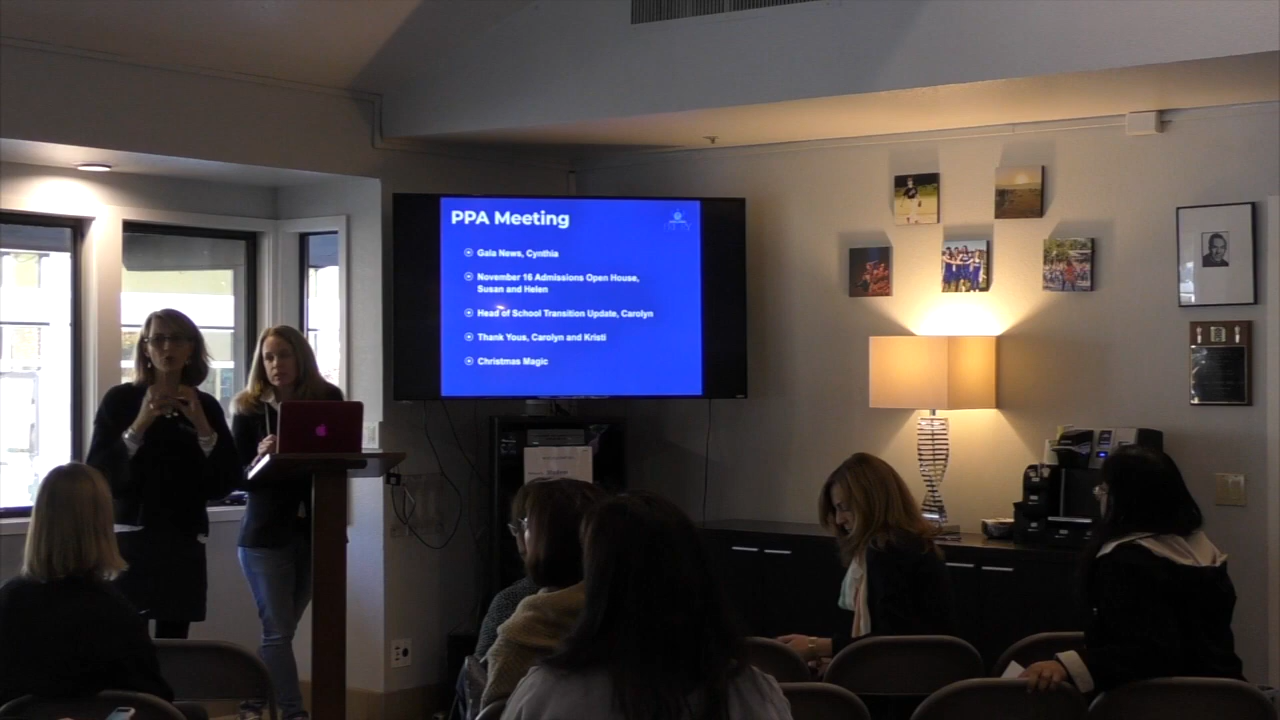 PPA Meeting
Gala News, Cynthia
November 16 Admissions Open House,
Susan and Helen
Head of School Transition Update, Carolyn
Thank Yous, Carolyn and Kristi
Christmas Magic